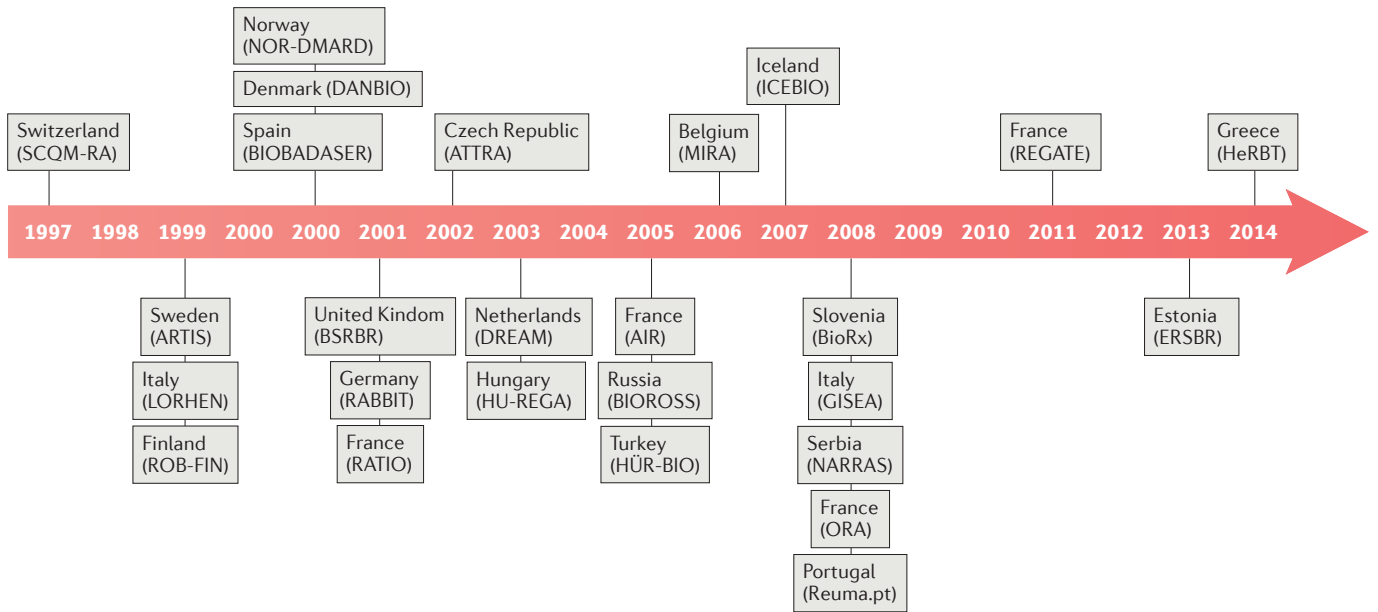 Norway
(NOR-DMARD)
Denmark (DANBIO)
Spain
(BIOBADASER)
Switzerland
(SCQM-RA)
Czech Republic
(ATTRA)
Belgium
(MIRA)
Iceland
(ICEBIO)
France
(REGATE)
Greece
(HeRBT)
1997 1998 1999 2000 2000 2001 2002 2003 2004 2005 2006 2007 2008 2009 2010 2011 2012 2013 2014
Sweden
(ARTIS)
Italy
(LORHEN)
Finland
(ROB-FIN)
United Kindom
(BSRBR)
Germany
(RABBIT)
France
(RATIO)
Netherlands
(DREAM)
Hungary
(HU-REGA)
France
(AIR)
Russia
(BIOROSS)
Turkey
(HÜR-BIO)
Slovenia
(BioRx)
Italy
(GISEA)
Serbia
(NARRAS)
France
(ORA)
Portugal
(Reuma.pt)
Estonia
(ERSBR)